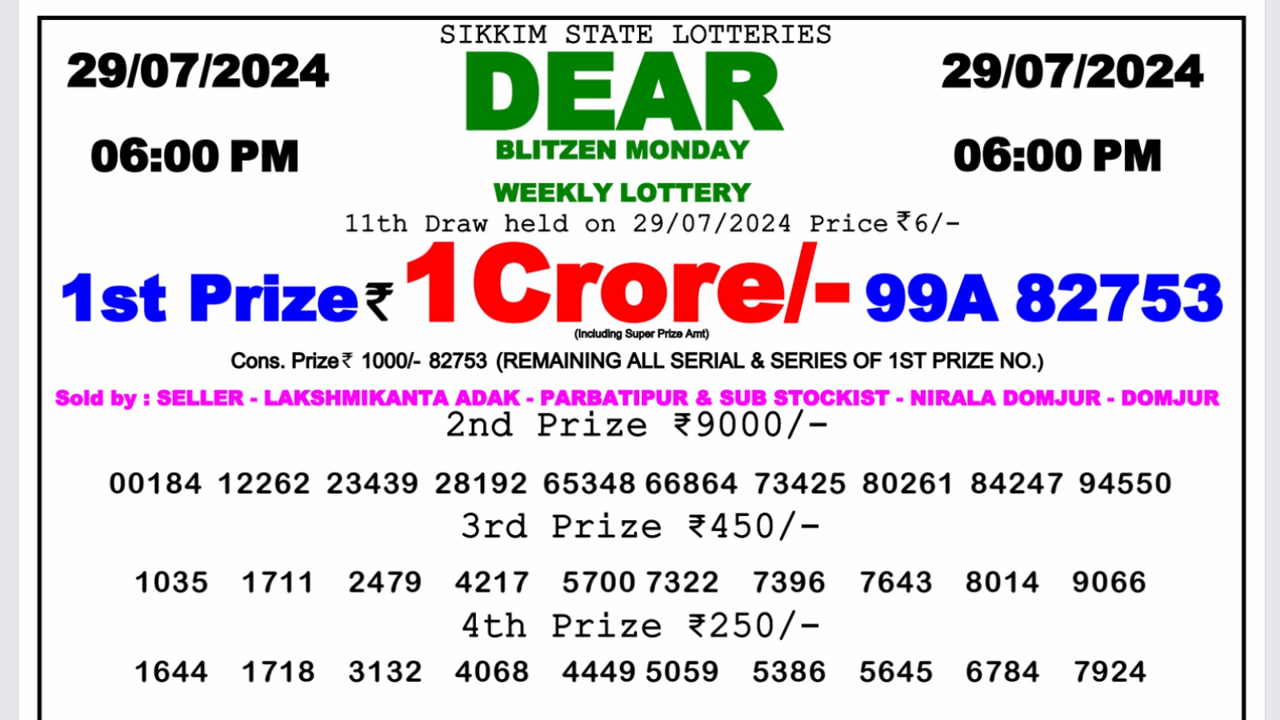 SIKKIM STATE LOTTERIES
29/07/2024 DEAR 29/07/2024
06:00 PM BLITZEN MONDAY 06:00 PM
WEEKLY LOTTERY
11th Draw held on 29/07/2024 Price ₹6/-
1st Prize ₹ 1Crore/- 99A 82753
(Including Super Prize Amt)
Cons. Prize ₹ 1000/- 82753 (REMAINING ALL SERIAL & SERIES OF 1ST PRIZE NO.)
Sold by : SELLER - LAKSHMIKANTA ADAK - PARBATIPUR & SUB STOCKIST - NIRALA DOMJUR - DOMJUR
2nd Prize ₹9000/-
00184 12262 23439 28192 65348 66864 73425 80261 84247 94550
3rd Prize ₹450/-
1035 1711 2479 4217 5700 7322 7396 7643 8014 9066
4th Prize ₹250/-
1644 1718 3132 4068 4449 5059 5386 5645 6784 7924